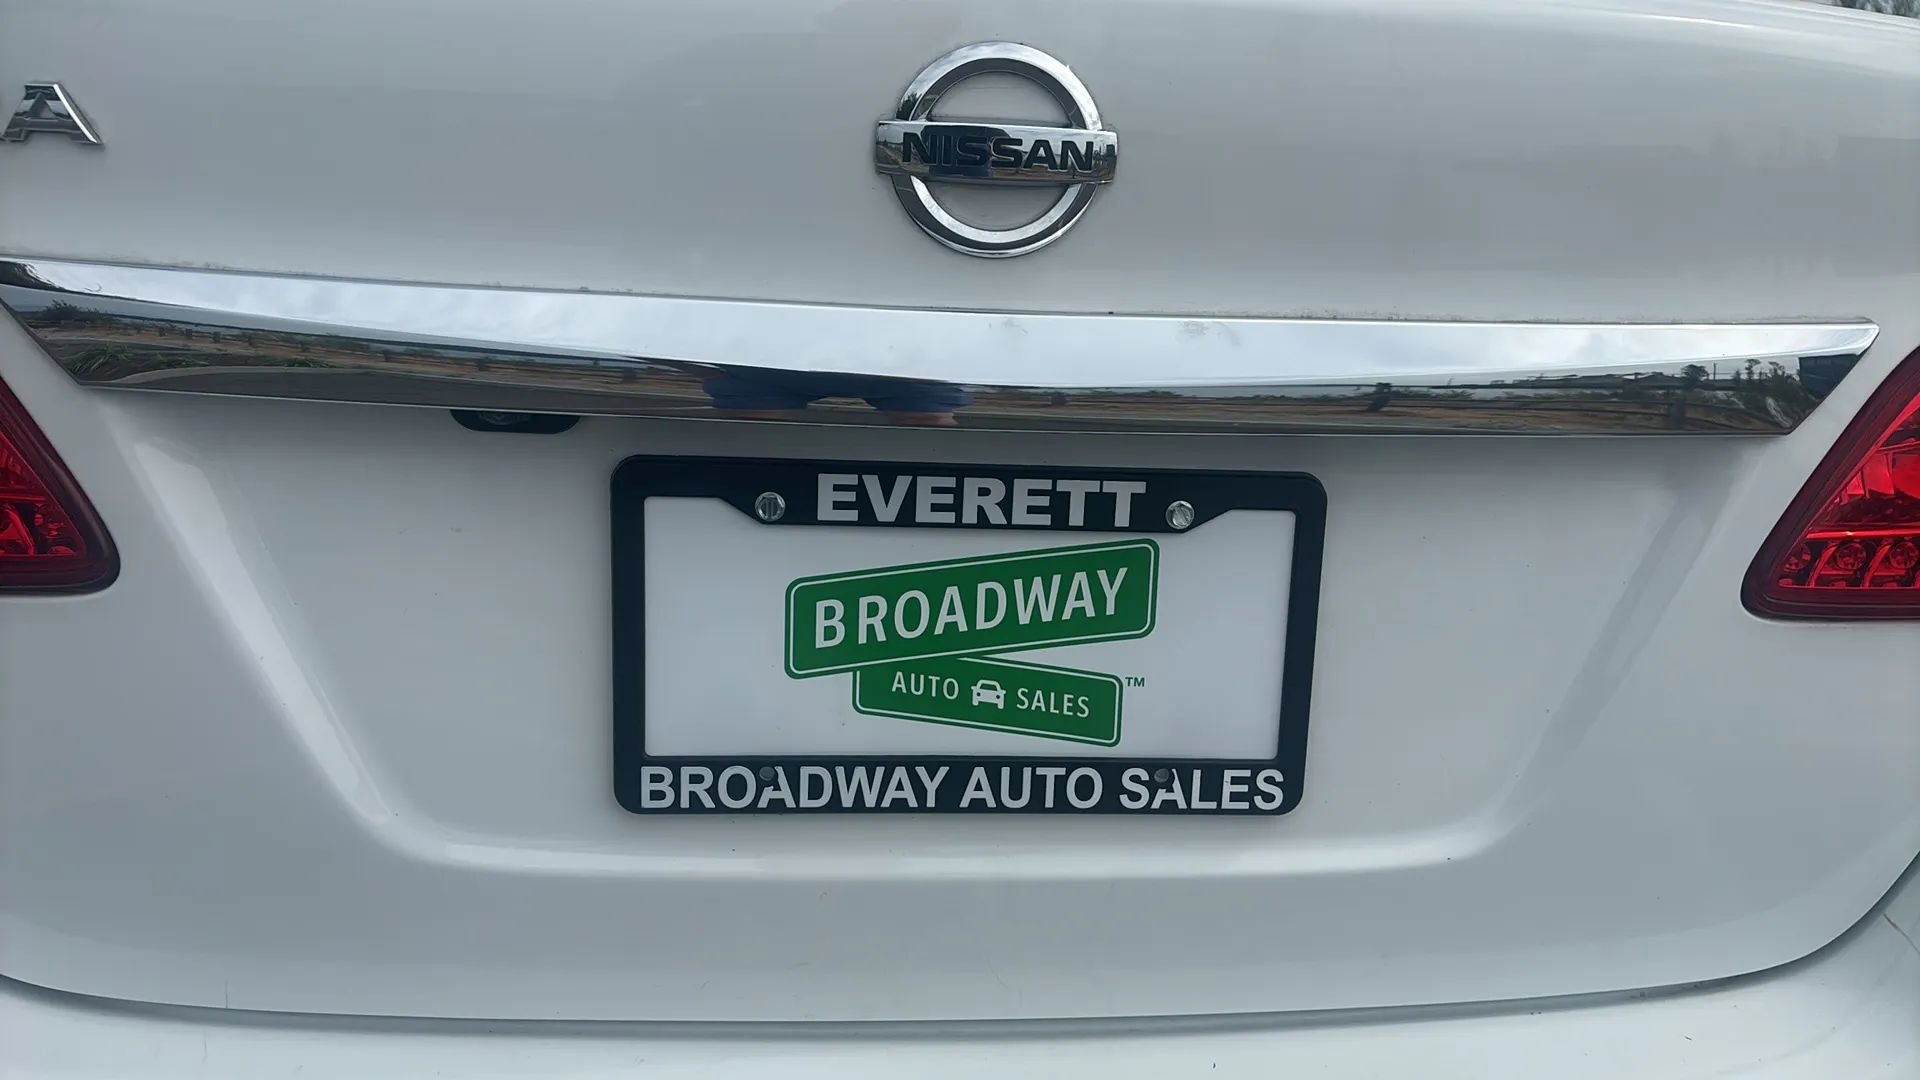 A
NISSAN
EVERETT
BROADWAY
AUTO SALES
TM
BROADWAY AUTO SALES